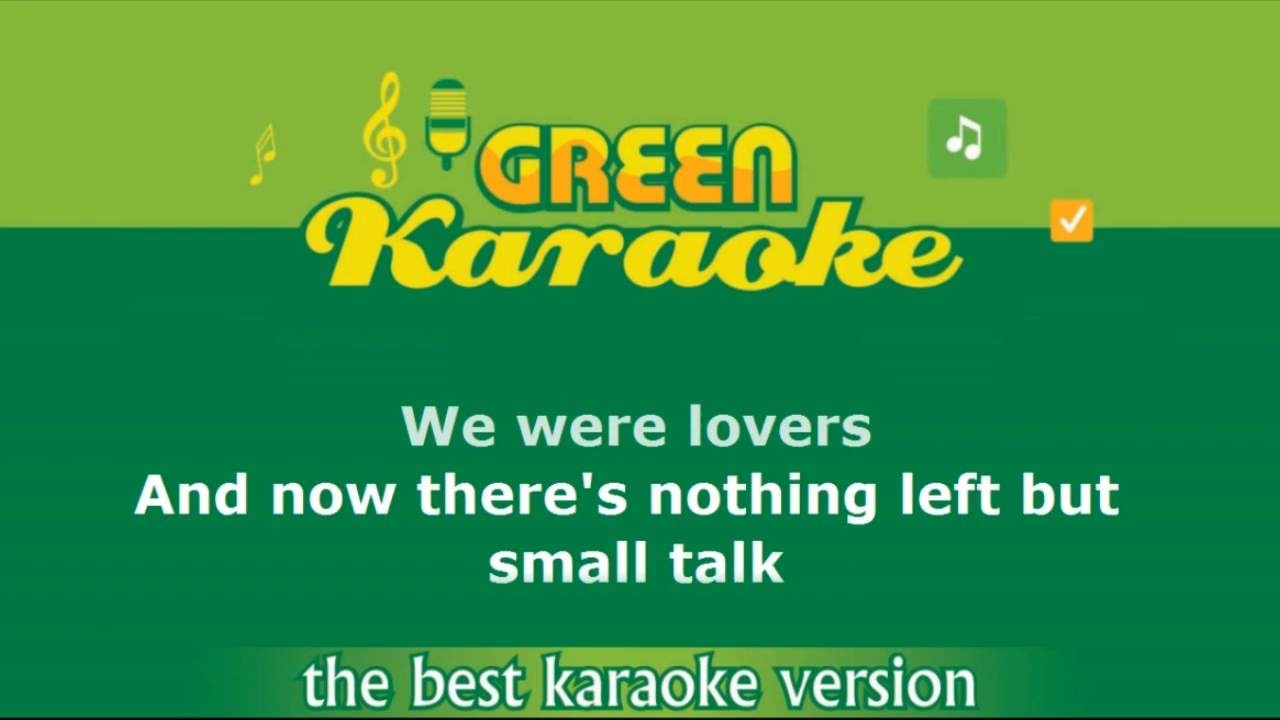 GREEN
Karaoke
We were lovers
And now there's nothing left but
small talk
the best karaoke version